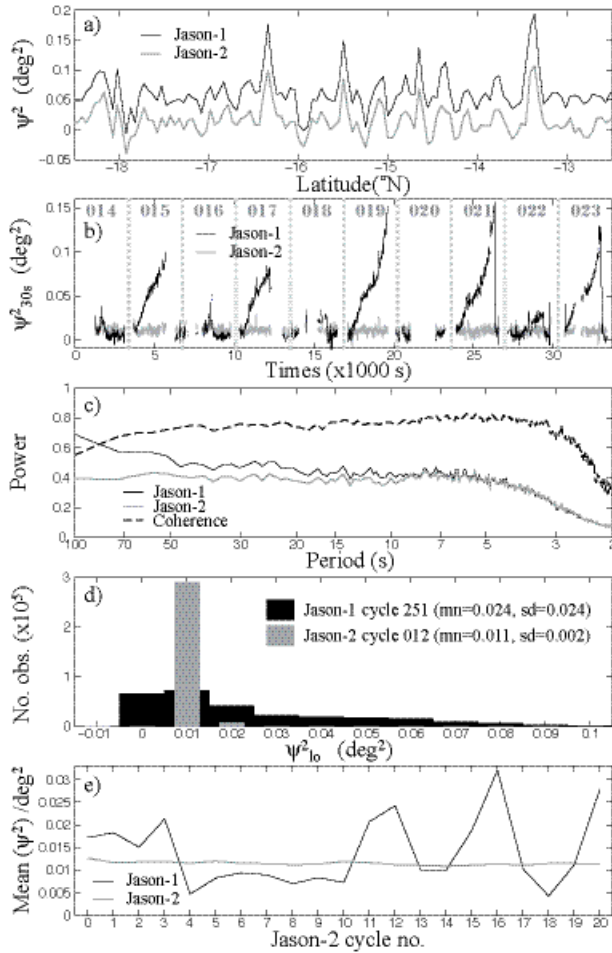 a)
Jason-1
Jason-2
ψ² (deg²)
0.2
0.15
0.1
0.05
0
-0.05
-18
-17
-16
-15
-14
-13
Latitude(°N)
b)
014 015 016 017 018 019 020 021 022 023
Jason-1
Jason-2
ψ²30s (deg²)
0.15
0.1
0.05
0
0 5 10 15 20 25 30
Times (x1000 s)
c)
Power
1
0.8
0.6
0.4
0.2
0
Jason-1
Jason-2
Coherence
100 70 50 30 20 15 10 7 5 3 2
Period (s)
d)
No. obs. (x10⁵)
3
2
1
0
Jason-1 cycle 251 (mn=0.024, sd=0.024)
Jason-2 cycle 012 (mn=0.011, sd=0.002)
-0.01 0 0.01 0.02 0.03 0.04 0.05 0.06 0.07 0.08 0.09 0.1
ψ²lo (deg²)
e)
Mean (ψ²) /deg²
0.03
0.025
0.02
0.015
0.01
0.005
0
Jason-1
Jason-2
0 1 2 3 4 5 6 7 8 9 10 11 12 13 14 15 16 17 18 19 20
Jason-2 cycle no.